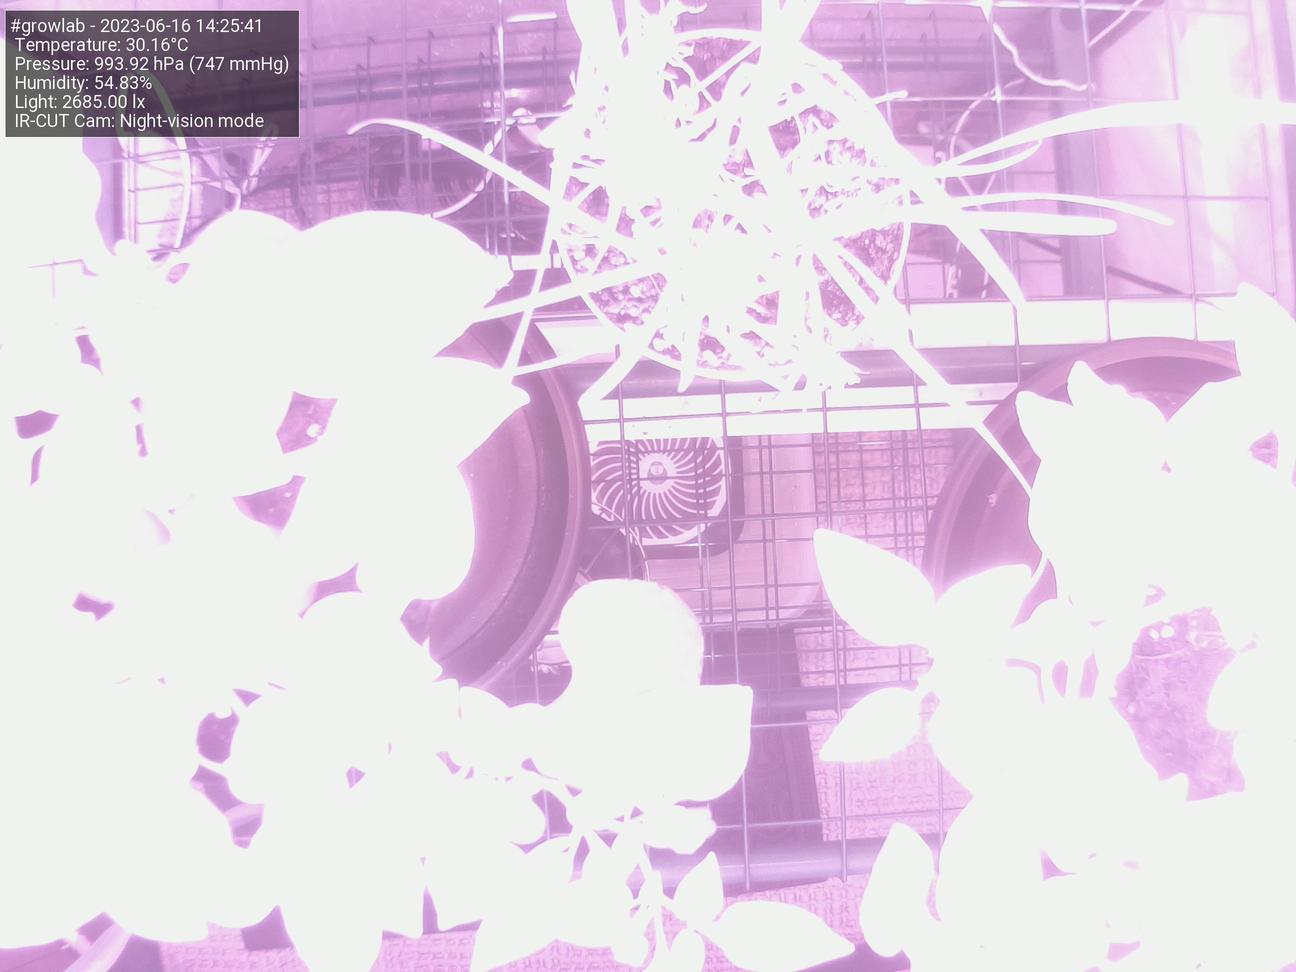 #growlab - 2023-06-16 14:25:41
Temperature: 30.16°C
Pressure: 993.92 hPa (747 mmHg)
Humidity: 54.83%
Light: 2685.00 lx
IR-CUT Cam: Night-vision mode